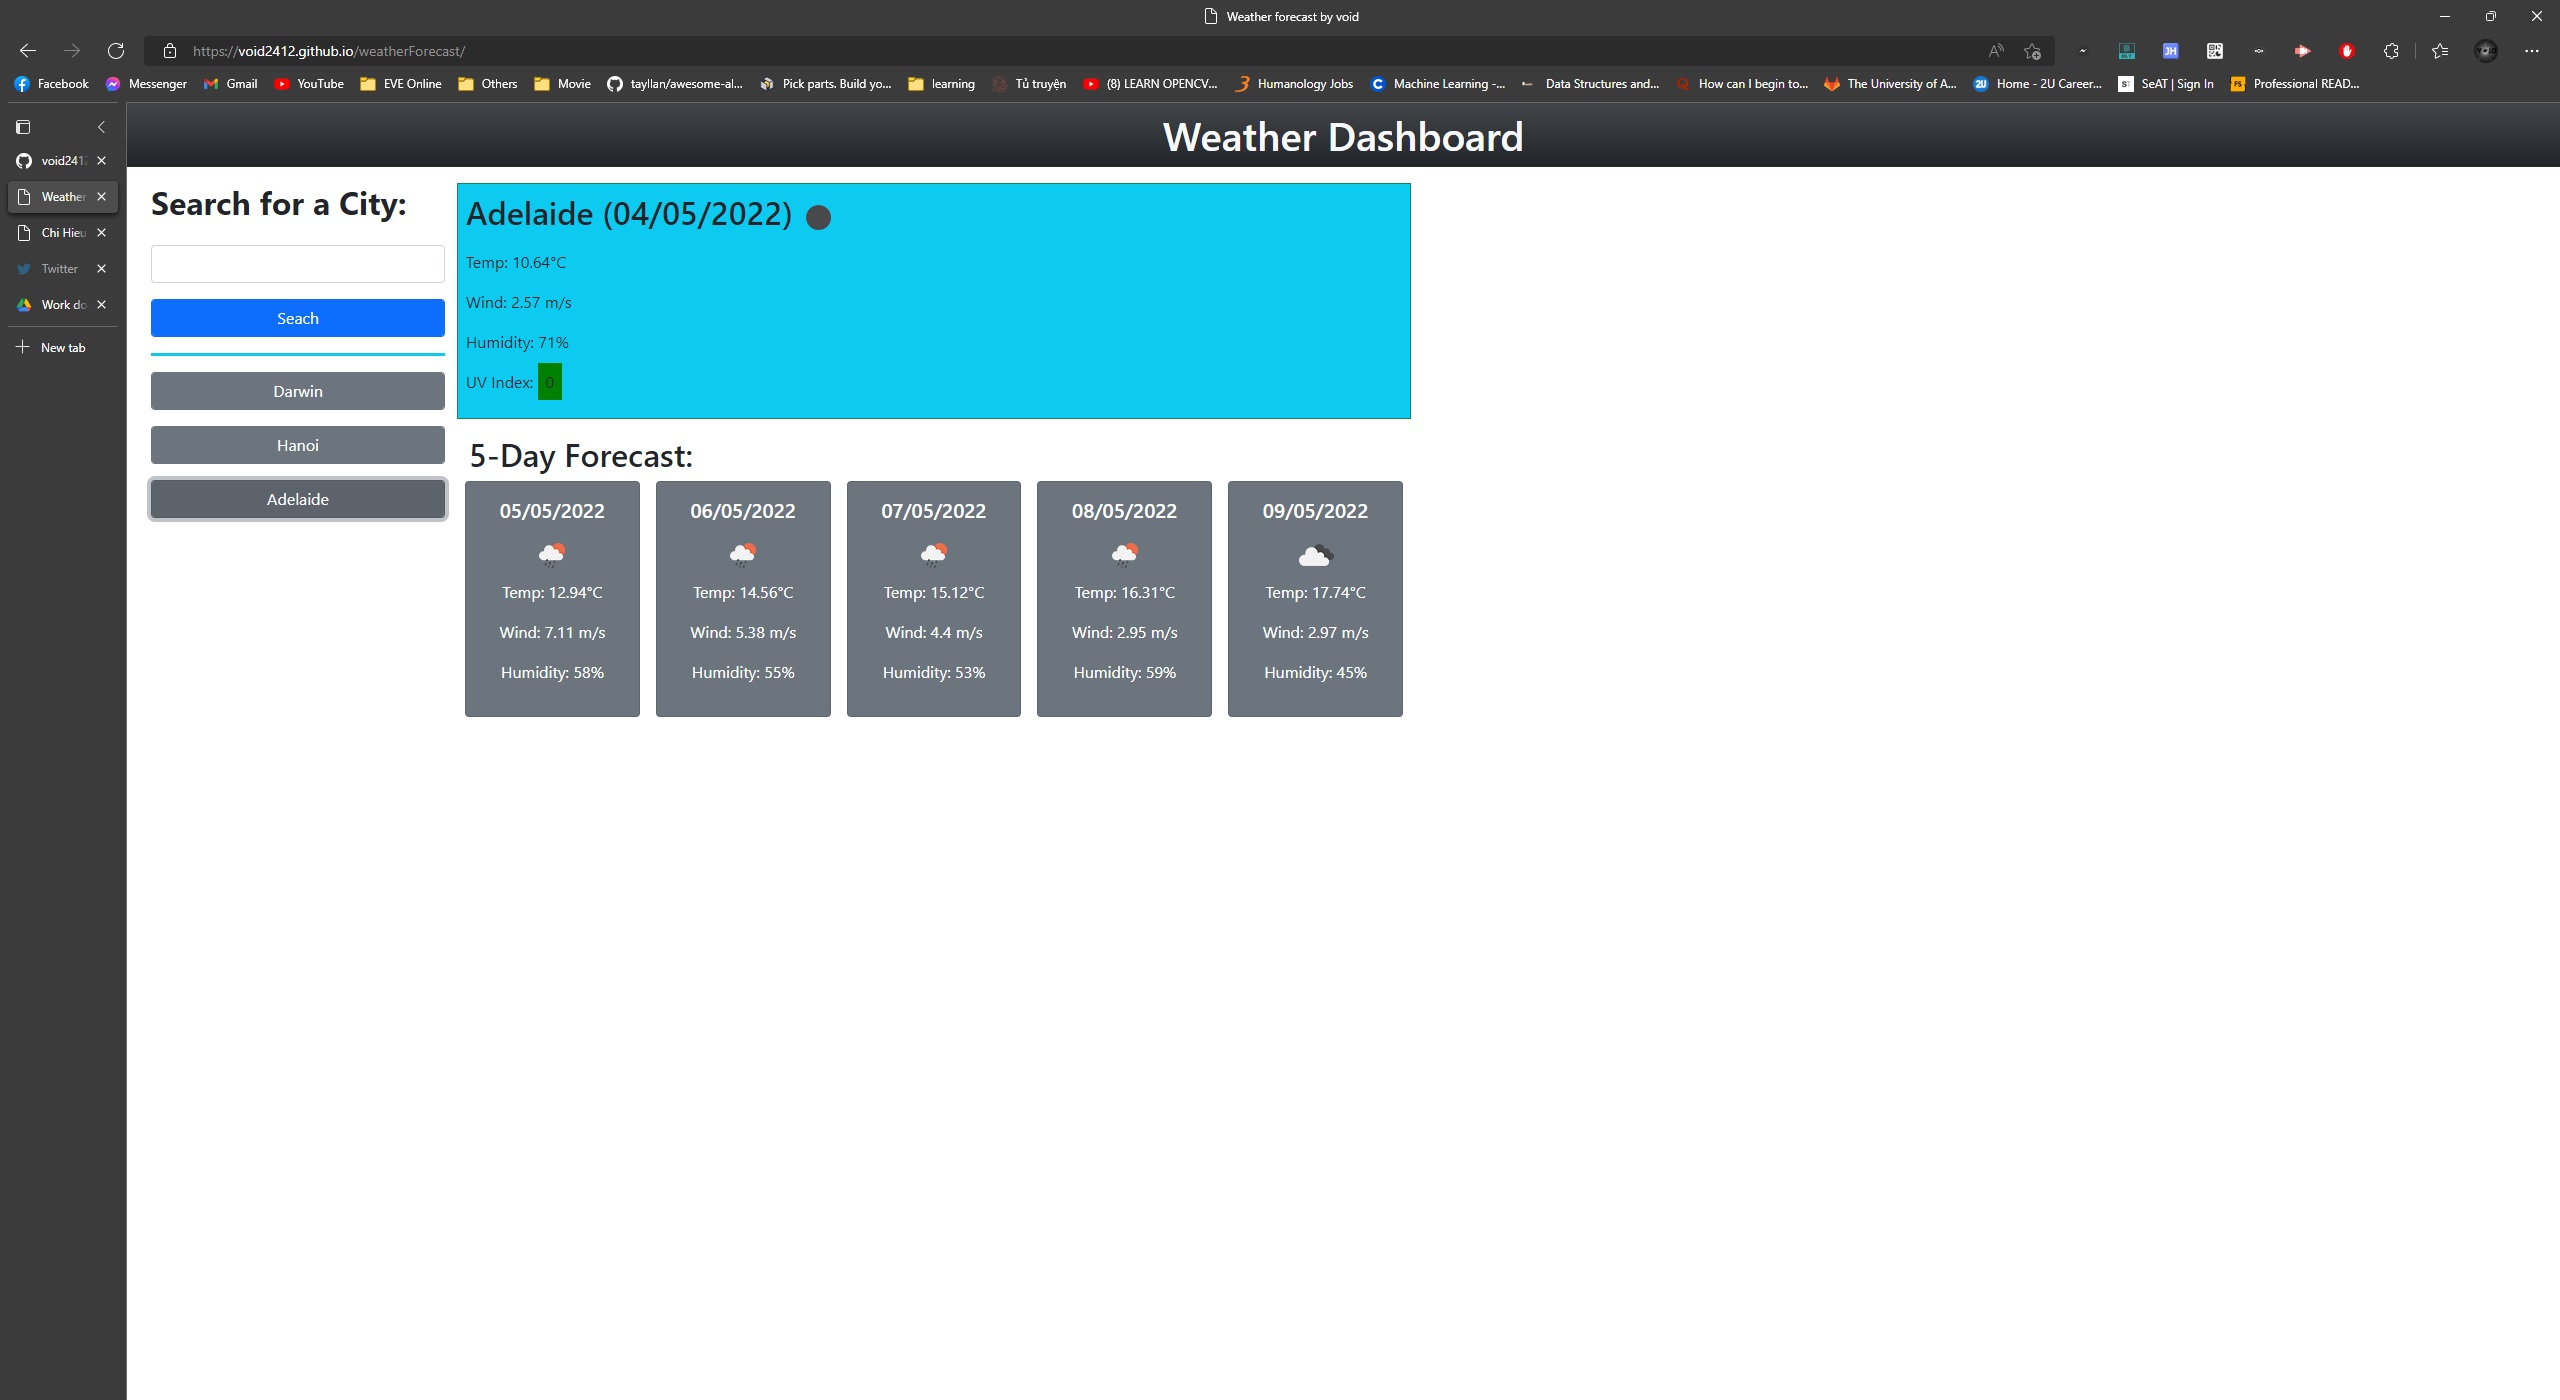 Weather forecast by void
https://void2412.github.io/weatherForecast/
Facebook Messenger Gmail YouTube EVE Online Others Movie tayllan/awesome-al... Pick parts. Build yo... learning Tủ truyện (8) LEARN OPENCV... Humanology Jobs Machine Learning -... Data Structures and... How can I begin to... The University of A... Home - 2U Career... SeAT | Sign In Professional READ...
void2412
Weather
Chi Hieu
Twitter
Work do
New tab
Weather Dashboard
Search for a City:
Seach
Darwin
Hanoi
Adelaide
Adelaide (04/05/2022)
Temp: 10.64°C
Wind: 2.57 m/s
Humidity: 71%
UV Index: 0
5-Day Forecast:
05/05/2022
Temp: 12.94°C
Wind: 7.11 m/s
Humidity: 58%
06/05/2022
Temp: 14.56°C
Wind: 5.38 m/s
Humidity: 55%
07/05/2022
Temp: 15.12°C
Wind: 4.4 m/s
Humidity: 53%
08/05/2022
Temp: 16.31°C
Wind: 2.95 m/s
Humidity: 59%
09/05/2022
Temp: 17.74°C
Wind: 2.97 m/s
Humidity: 45%